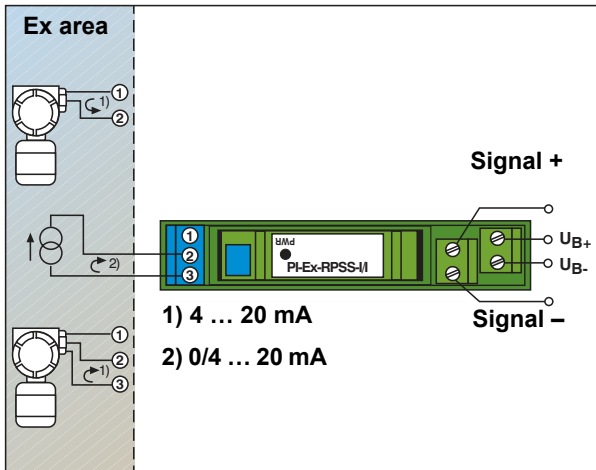 Ex area
1
1)
2
Signal +
1
2
3
PWR
PI-Ex-RPSS-I/I
UB+
UB-
2)
1) 4 … 20 mA
Signal –
2) 0/4 … 20 mA
1
2
1)
3